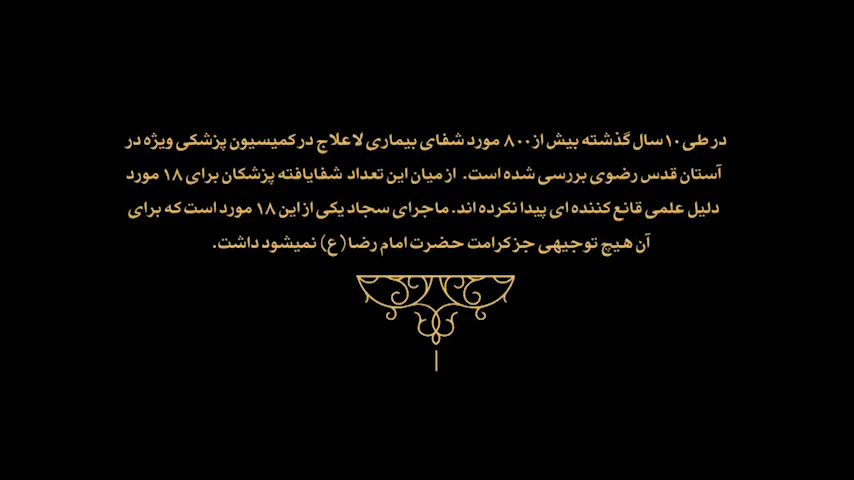 در طی ۱۰ سال گذشته بیش از ۸۰۰ مورد شفای بیماری لاعلاج در کمیسیون پزشکی ویژه در
آستان قدس رضوی بررسی شده است. از میان این تعداد شفایافته پزشکان برای ۱۸ مورد
دلیل علمی قانع کننده ای پیدا نکرده اند. ماجرای سجاد یکی از این ۱۸ مورد است که برای
آن هیچ توجیهی جز کرامت حضرت امام رضا (ع) نمیشود داشت.